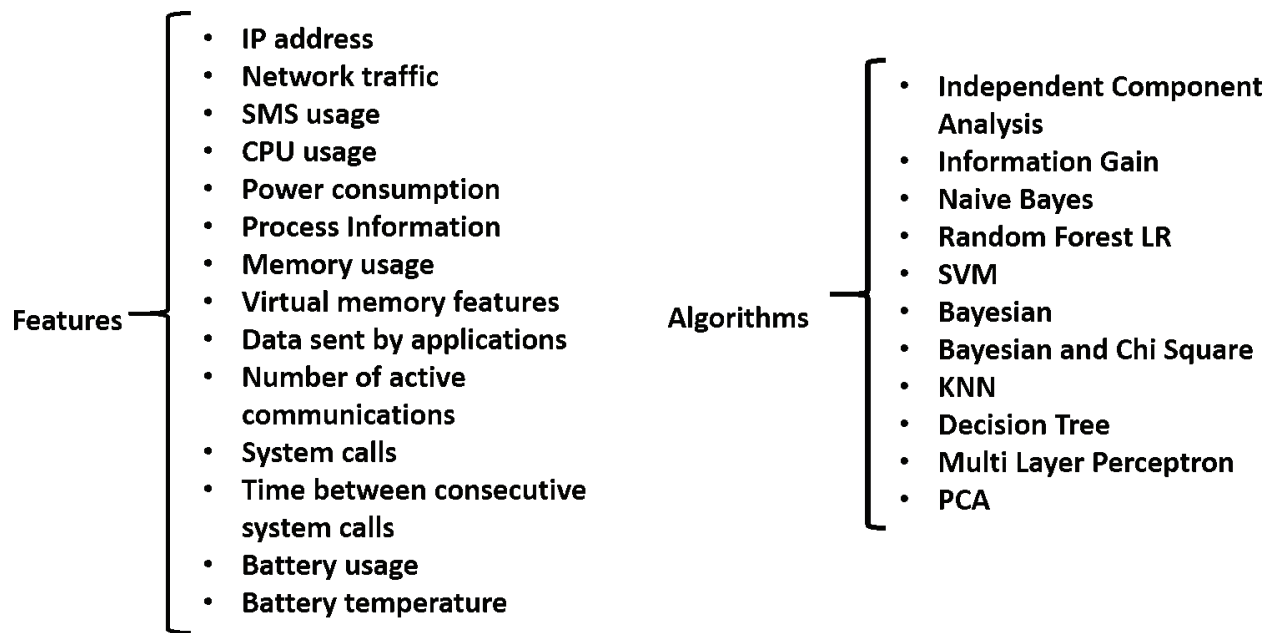 Features
• IP address
• Network traffic
• SMS usage
• CPU usage
• Power consumption
• Process Information
• Memory usage
• Virtual memory features
• Data sent by applications
• Number of active
communications
• System calls
• Time between consecutive
system calls
• Battery usage
• Battery temperature
Algorithms
• Independent Component
Analysis
• Information Gain
• Naive Bayes
• Random Forest LR
• SVM
• Bayesian
• Bayesian and Chi Square
• KNN
• Decision Tree
• Multi Layer Perceptron
• PCA